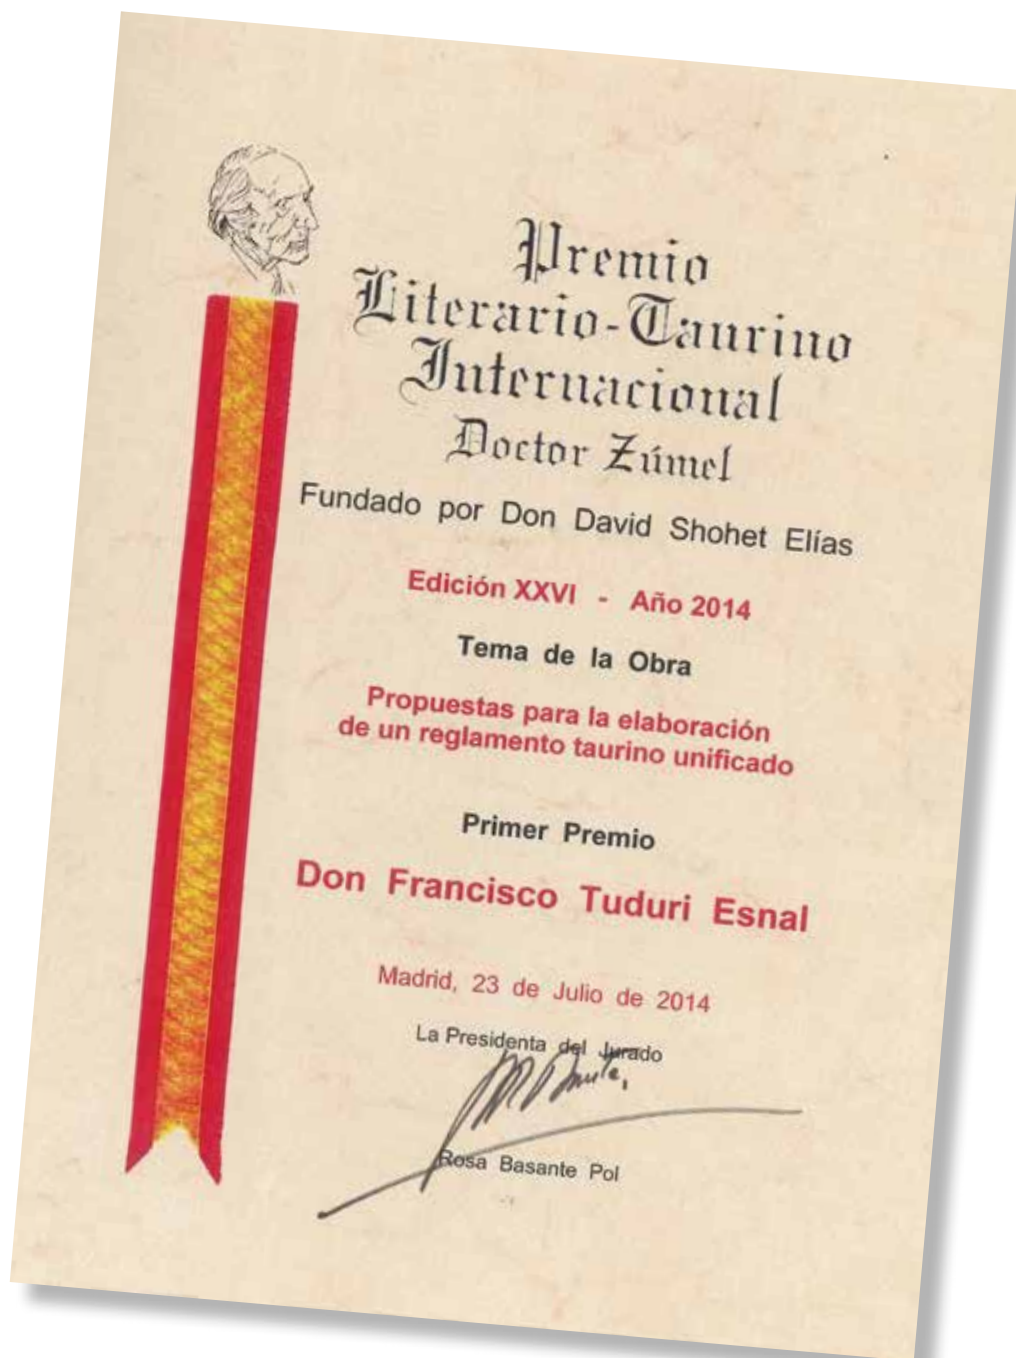 Premio
Literario-Taurino
Internacional
Doctor Zúmel
Fundado por Don David Shohet Elías
Edición XXVI - Año 2014
Tema de la Obra
Propuestas para la elaboración
de un reglamento taurino unificado
Primer Premio
Don Francisco Tuduri Esnal
Madrid, 23 de Julio de 2014
La Presidenta del Jurado
Rosa Basante Pol